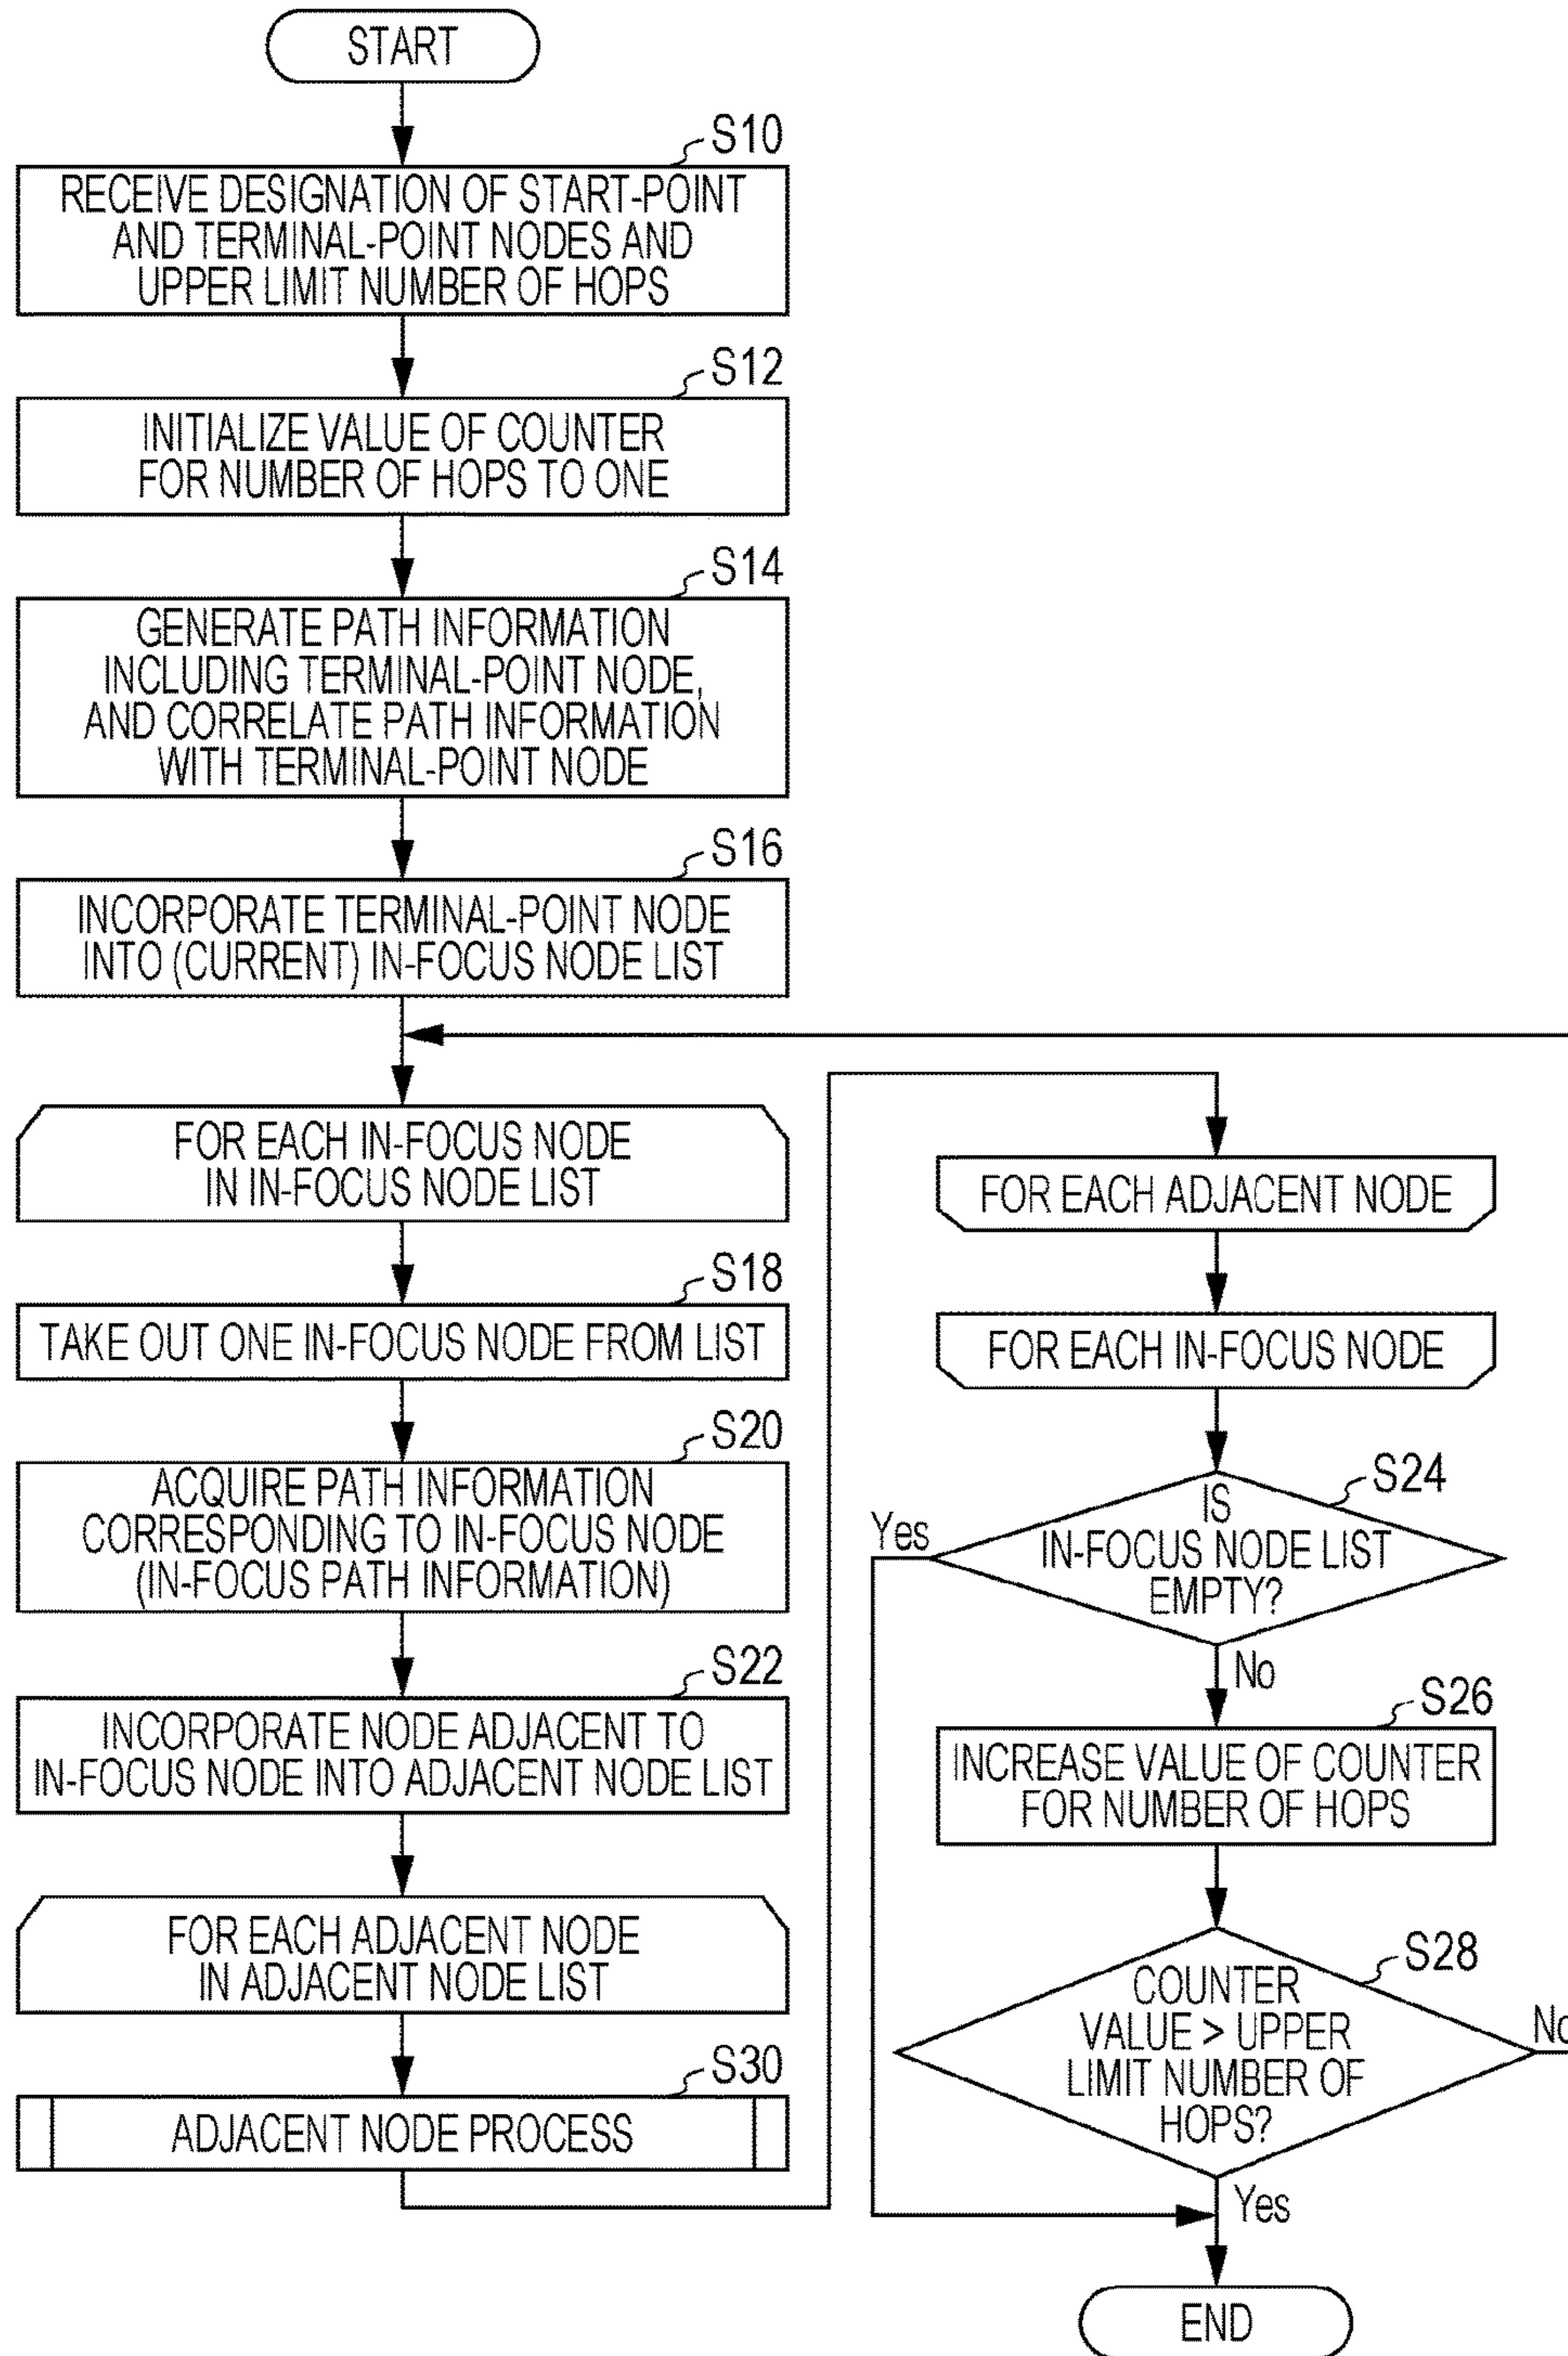 START
S10
RECEIVE DESIGNATION OF START-POINT
AND TERMINAL-POINT NODES AND
UPPER LIMIT NUMBER OF HOPS
S12
INITIALIZE VALUE OF COUNTER
FOR NUMBER OF HOPS TO ONE
S14
GENERATE PATH INFORMATION
INCLUDING TERMINAL-POINT NODE,
AND CORRELATE PATH INFORMATION
WITH TERMINAL-POINT NODE
S16
INCORPORATE TERMINAL-POINT NODE
INTO (CURRENT) IN-FOCUS NODE LIST
FOR EACH IN-FOCUS NODE
IN IN-FOCUS NODE LIST
S18
TAKE OUT ONE IN-FOCUS NODE FROM LIST
S20
ACQUIRE PATH INFORMATION
CORRESPONDING TO IN-FOCUS NODE
(IN-FOCUS PATH INFORMATION)
S22
INCORPORATE NODE ADJACENT TO
IN-FOCUS NODE INTO ADJACENT NODE LIST
FOR EACH ADJACENT NODE
IN ADJACENT NODE LIST
S30
ADJACENT NODE PROCESS
FOR EACH ADJACENT NODE
FOR EACH IN-FOCUS NODE
S24
IS
IN-FOCUS NODE LIST
EMPTY?
Yes
No
S26
INCREASE VALUE OF COUNTER
FOR NUMBER OF HOPS
S28
COUNTER
VALUE > UPPER
LIMIT NUMBER OF
HOPS?
No
Yes
END